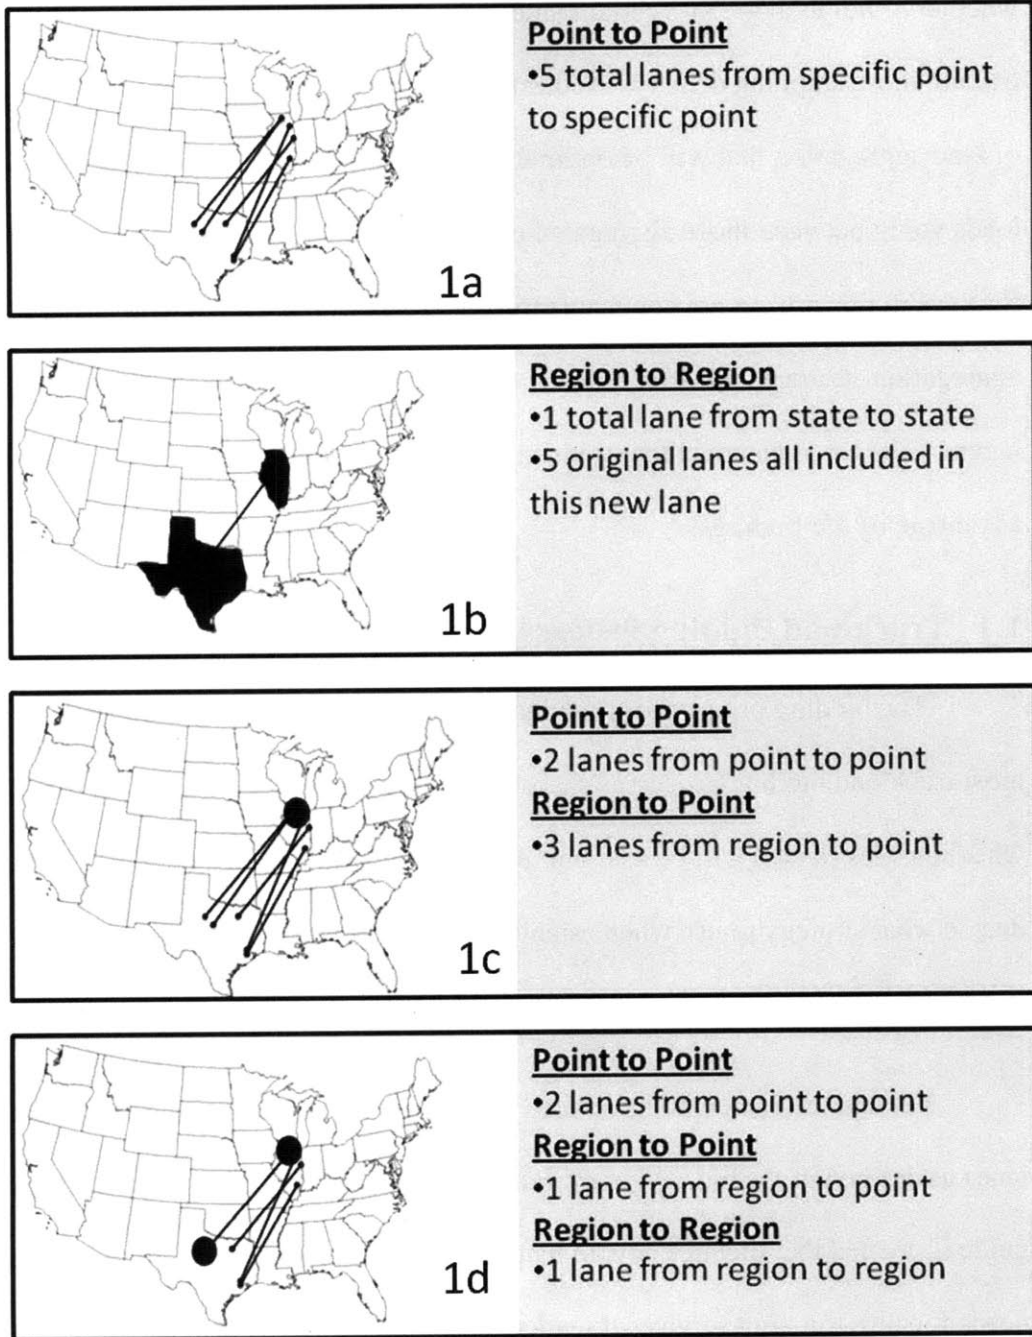 Point to Point
•5 total lanes from specific point
to specific point
1a
Region to Region
•1 total lane from state to state
•5 original lanes all included in
this new lane
1b
Point to Point
•2 lanes from point to point
Region to Point
•3 lanes from region to point
1c
Point to Point
•2 lanes from point to point
Region to Point
•1 lane from region to point
Region to Region
•1 lane from region to region
1d